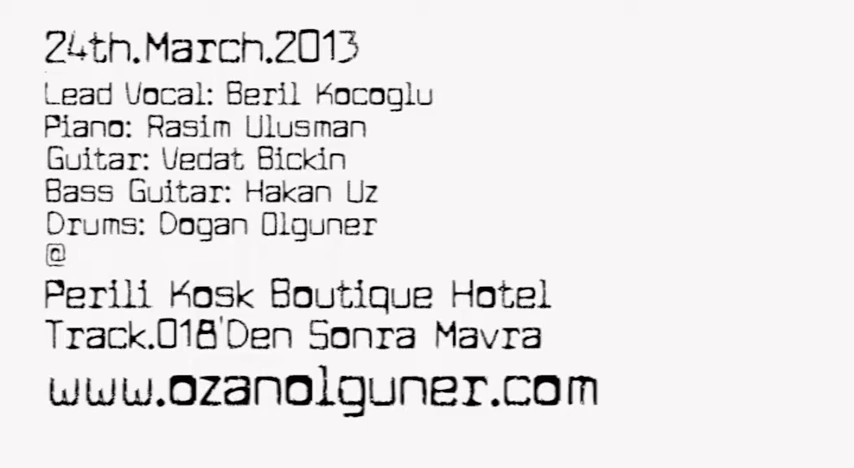 24th.March.2013
Lead Vocal: Beril Kocoglu
Piano: Rasim Ulusman
Guitar: Vedat Bickin
Bass Guitar: Hakan Uz
Drums: Dogan Olguner
@
Perili Kosk Boutique Hotel
Track.018'Den Sonra Mavra
www.ozanolguner.com